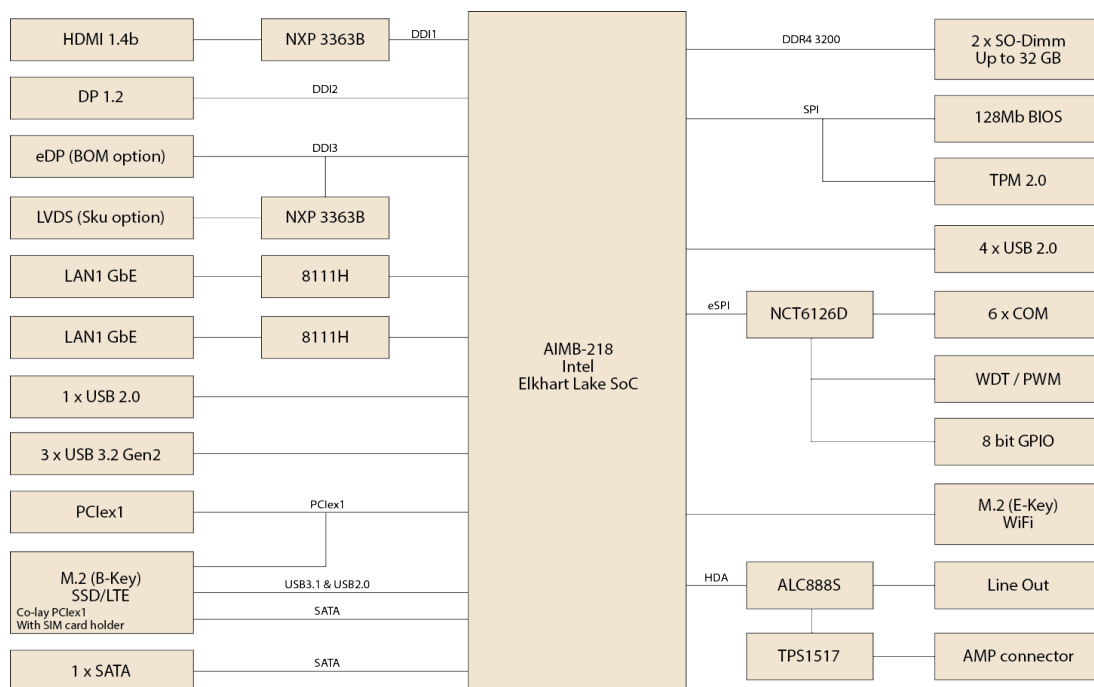 HDMI 1.4b
NXP 3363B
DDI1
DP 1.2
DDI2
eDP (BOM option)
DDI3
LVDS (Sku option)
NXP 3363B
LAN1 GbE
8111H
LAN1 GbE
8111H
1 x USB 2.0
3 x USB 3.2 Gen2
PCIex1
PCIex1
M.2 (B-Key)
SSD/LTE
Co-lay PCIex1
With SIM card holder
USB3.1 & USB2.0
SATA
1 x SATA
SATA
AIMB-218
Intel
Elkhart Lake SoC
DDR4 3200
2 x SO-Dimm
Up to 32 GB
SPI
128Mb BIOS
TPM 2.0
4 x USB 2.0
eSPI
NCT6126D
6 x COM
WDT / PWM
8 bit GPIO
M.2 (E-Key)
WiFi
HDA
ALC888S
Line Out
TPS1517
AMP connector